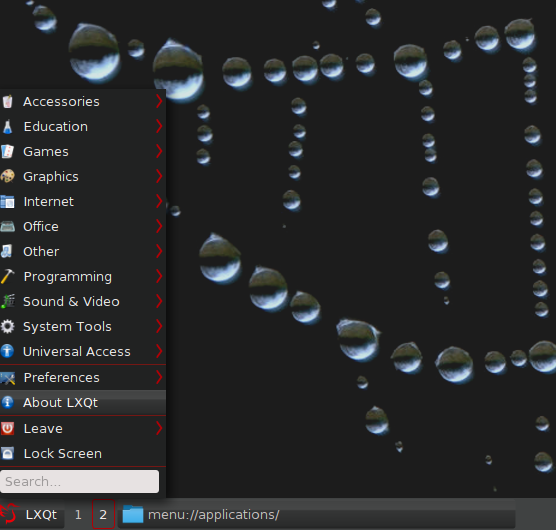 Accessories
Education
Games
Graphics
Internet
Office
Other
Programming
Sound & Video
System Tools
Universal Access
Preferences
About LXQt
Leave
Lock Screen
Search...
LXQt 1 2 menu://applications/